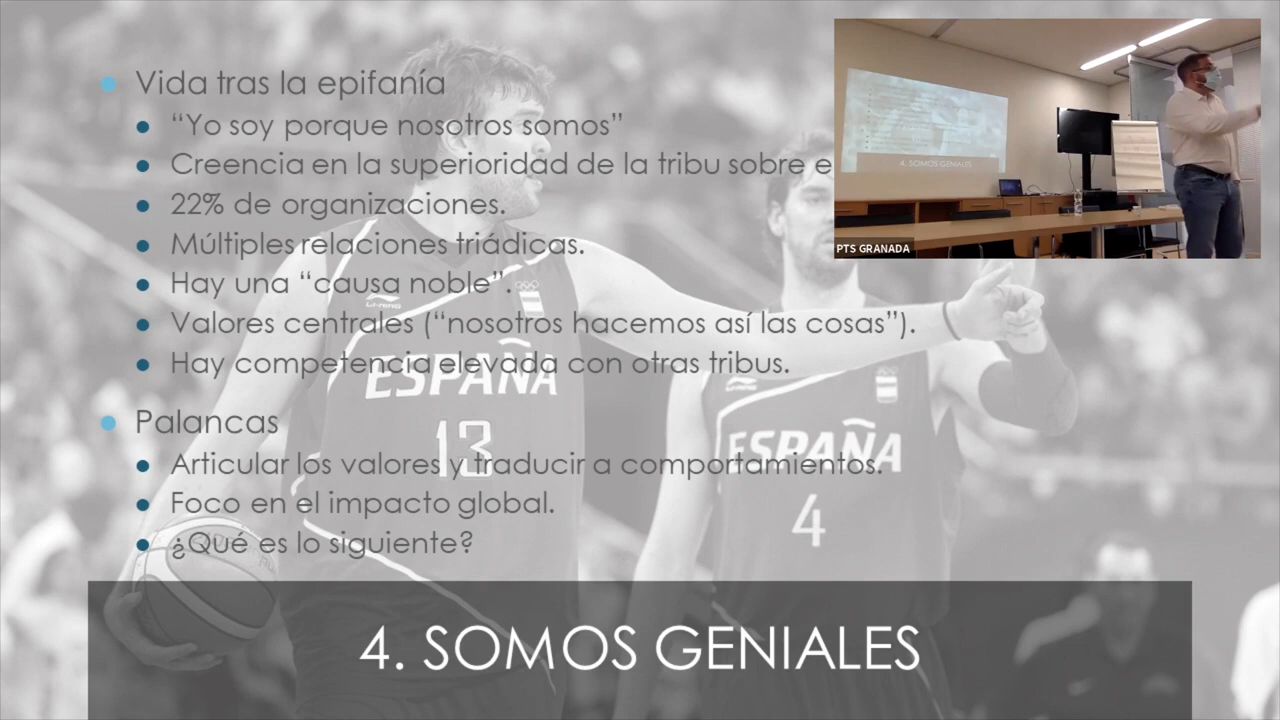 Vida tras la epifanía
“Yo soy porque nosotros somos”
Creencia en la superioridad de la tribu sobre e
22% de organizaciones.
Múltiples relaciones triádicas.
Hay una “causa noble”.
Valores centrales (“nosotros hacemos así las cosas”).
Hay competencia elevada con otras tribus.
Palancas
Articular los valores y traducir a comportamientos.
Foco en el impacto global.
¿Qué es lo siguiente?
4. SOMOS GENIALES
4. SOMOS GENIALES
PTS GRANADA
LI-NING
ESPAÑA
13
ESPAÑA
4